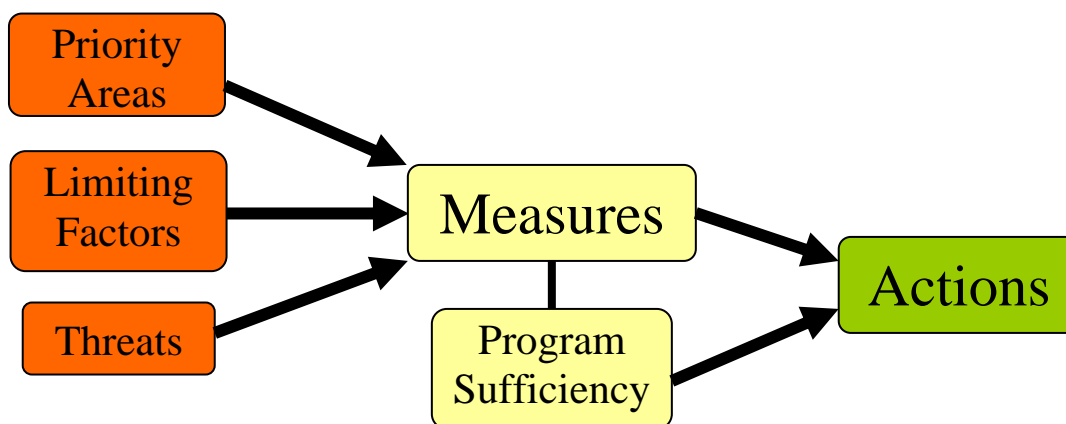 Priority
Areas
Limiting
Factors
Threats
Measures
Program
Sufficiency
Actions